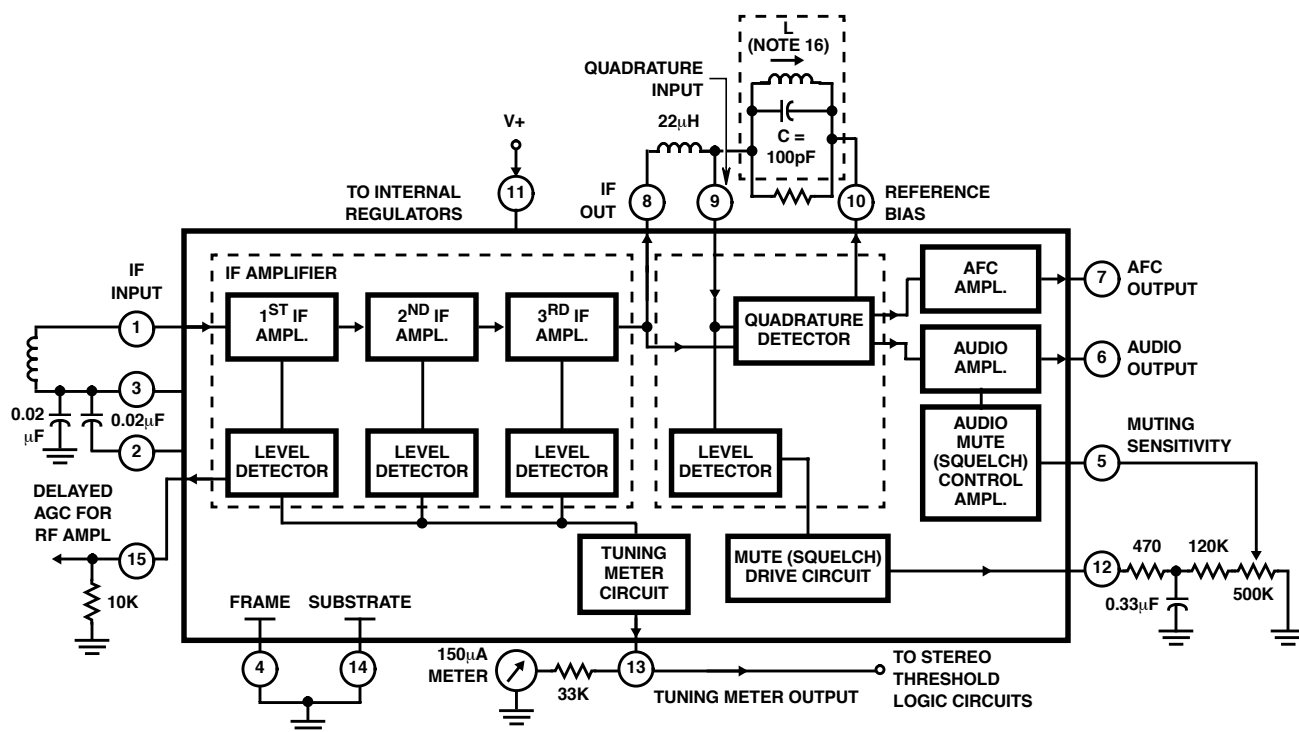 L
(NOTE 16)
QUADRATURE
INPUT
22µH
C =
100pF
V+
TO INTERNAL
REGULATORS
11
IF
OUT
8
9
10
REFERENCE
BIAS
IF
INPUT
IF AMPLIFIER
1
1ST IF
AMPL.
2ND IF
AMPL.
3RD IF
AMPL.
QUADRATURE
DETECTOR
AFC
AMPL.
7
AFC
OUTPUT
AUDIO
AMPL.
6
AUDIO
OUTPUT
3
0.02
µF
0.02µF
2
LEVEL
DETECTOR
LEVEL
DETECTOR
LEVEL
DETECTOR
LEVEL
DETECTOR
AUDIO
MUTE
(SQUELCH)
CONTROL
AMPL.
5
MUTING
SENSITIVITY
DELAYED
AGC FOR
RF AMPL
15
10K
TUNING
METER
CIRCUIT
MUTE (SQUELCH)
DRIVE CIRCUIT
12
470
120K
0.33µF
500K
FRAME
SUBSTRATE
4
14
150µA
METER
33K
13
TUNING METER OUTPUT
TO STEREO
THRESHOLD
LOGIC CIRCUITS